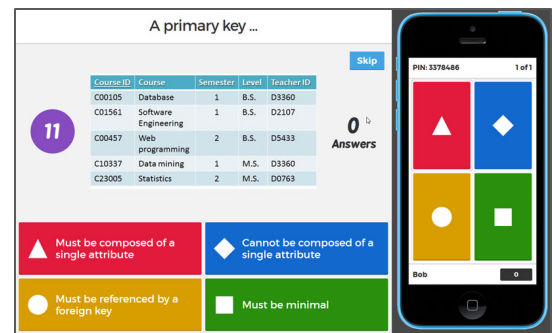 A primary key ...
Skip
Course ID Course Semester Level Teacher ID
C00105 Database 1 B.S. D3360
C01561 Software 1 B.S. D2107
Engineering
C00457 Web 2 B.S. D5433
programming
C10337 Data mining 1 M.S. D3360
C23005 Statistics 2 M.S. D0763
11
0
Answers
Must be composed of a
single attribute
Cannot be composed of a
single attribute
Must be referenced by a
foreign key
Must be minimal
PIN: 3378486 1 of 1
Bob 0